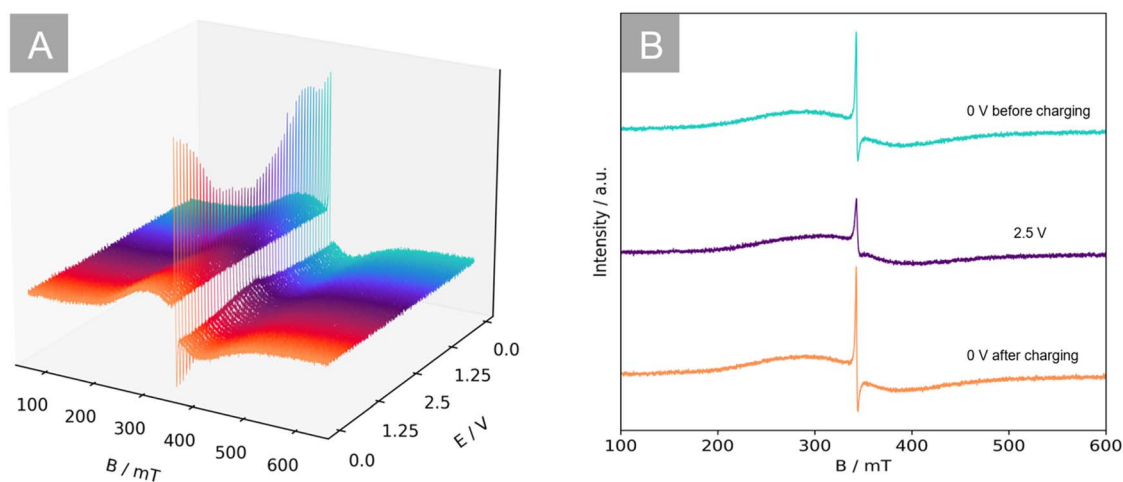 A
100
200
300
400
500
600
B / mT
0.0
1.25
2.5
1.25
0.0
E / V
B
0 V before charging
2.5 V
0 V after charging
Intensity / a.u.
100
200
300
400
500
600
B / mT